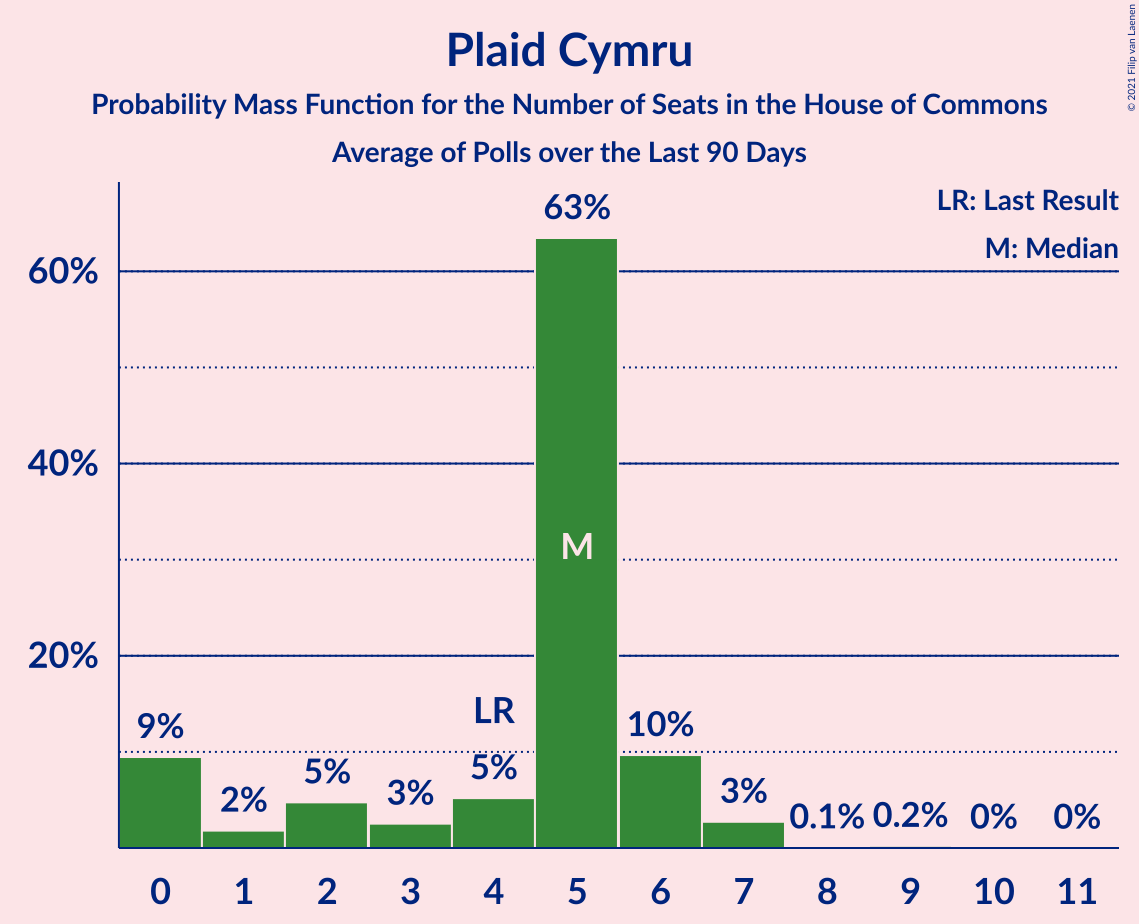 Plaid Cymru
Probability Mass Function for the Number of Seats in the House of Commons
Average of Polls over the Last 90 Days
© 2021 Filip van Laenen
LR: Last Result
M: Median
60%
40%
20%
9%
2%
5%
3%
LR
5%
63%
M
10%
3%
0.1%
0.2%
0%
0%
0 1 2 3 4 5 6 7 8 9 10 11